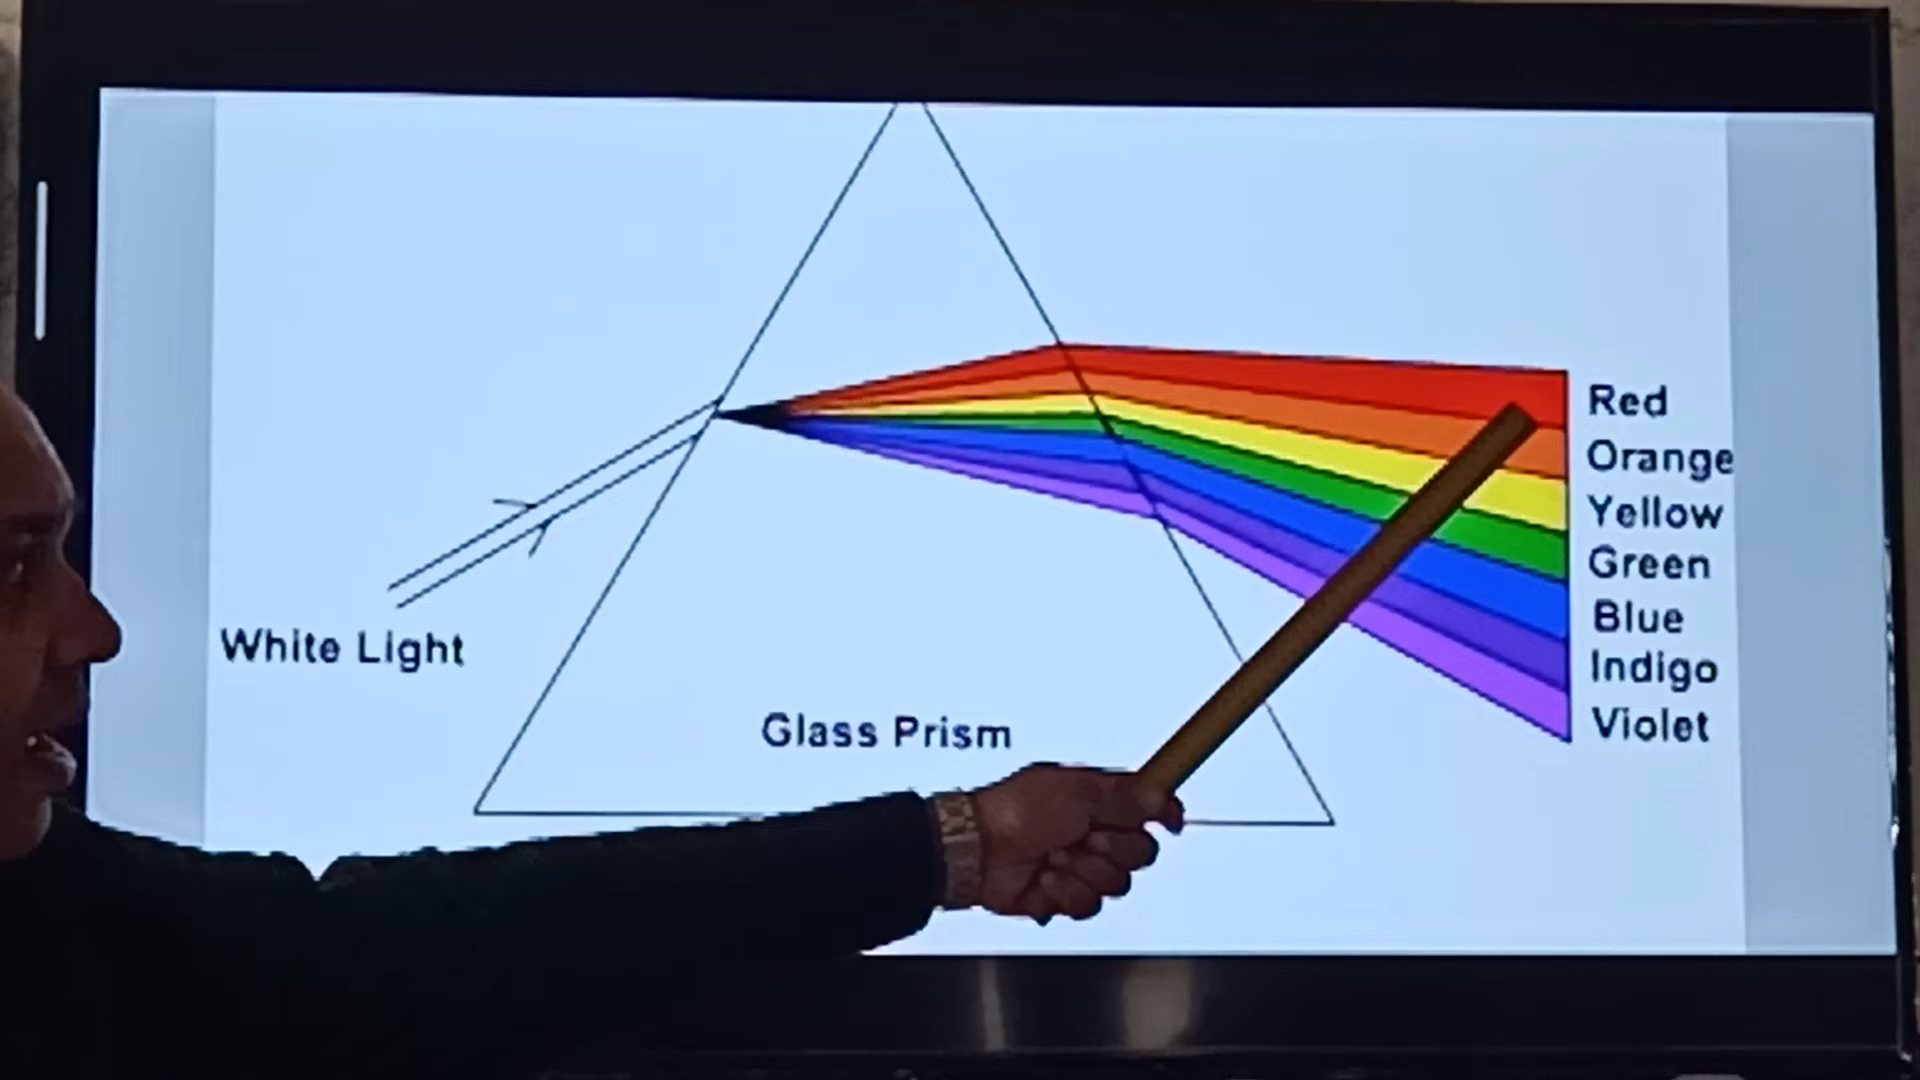 Red
Orange
Yellow
Green
Blue
Indigo
Violet
White Light
Glass Prism